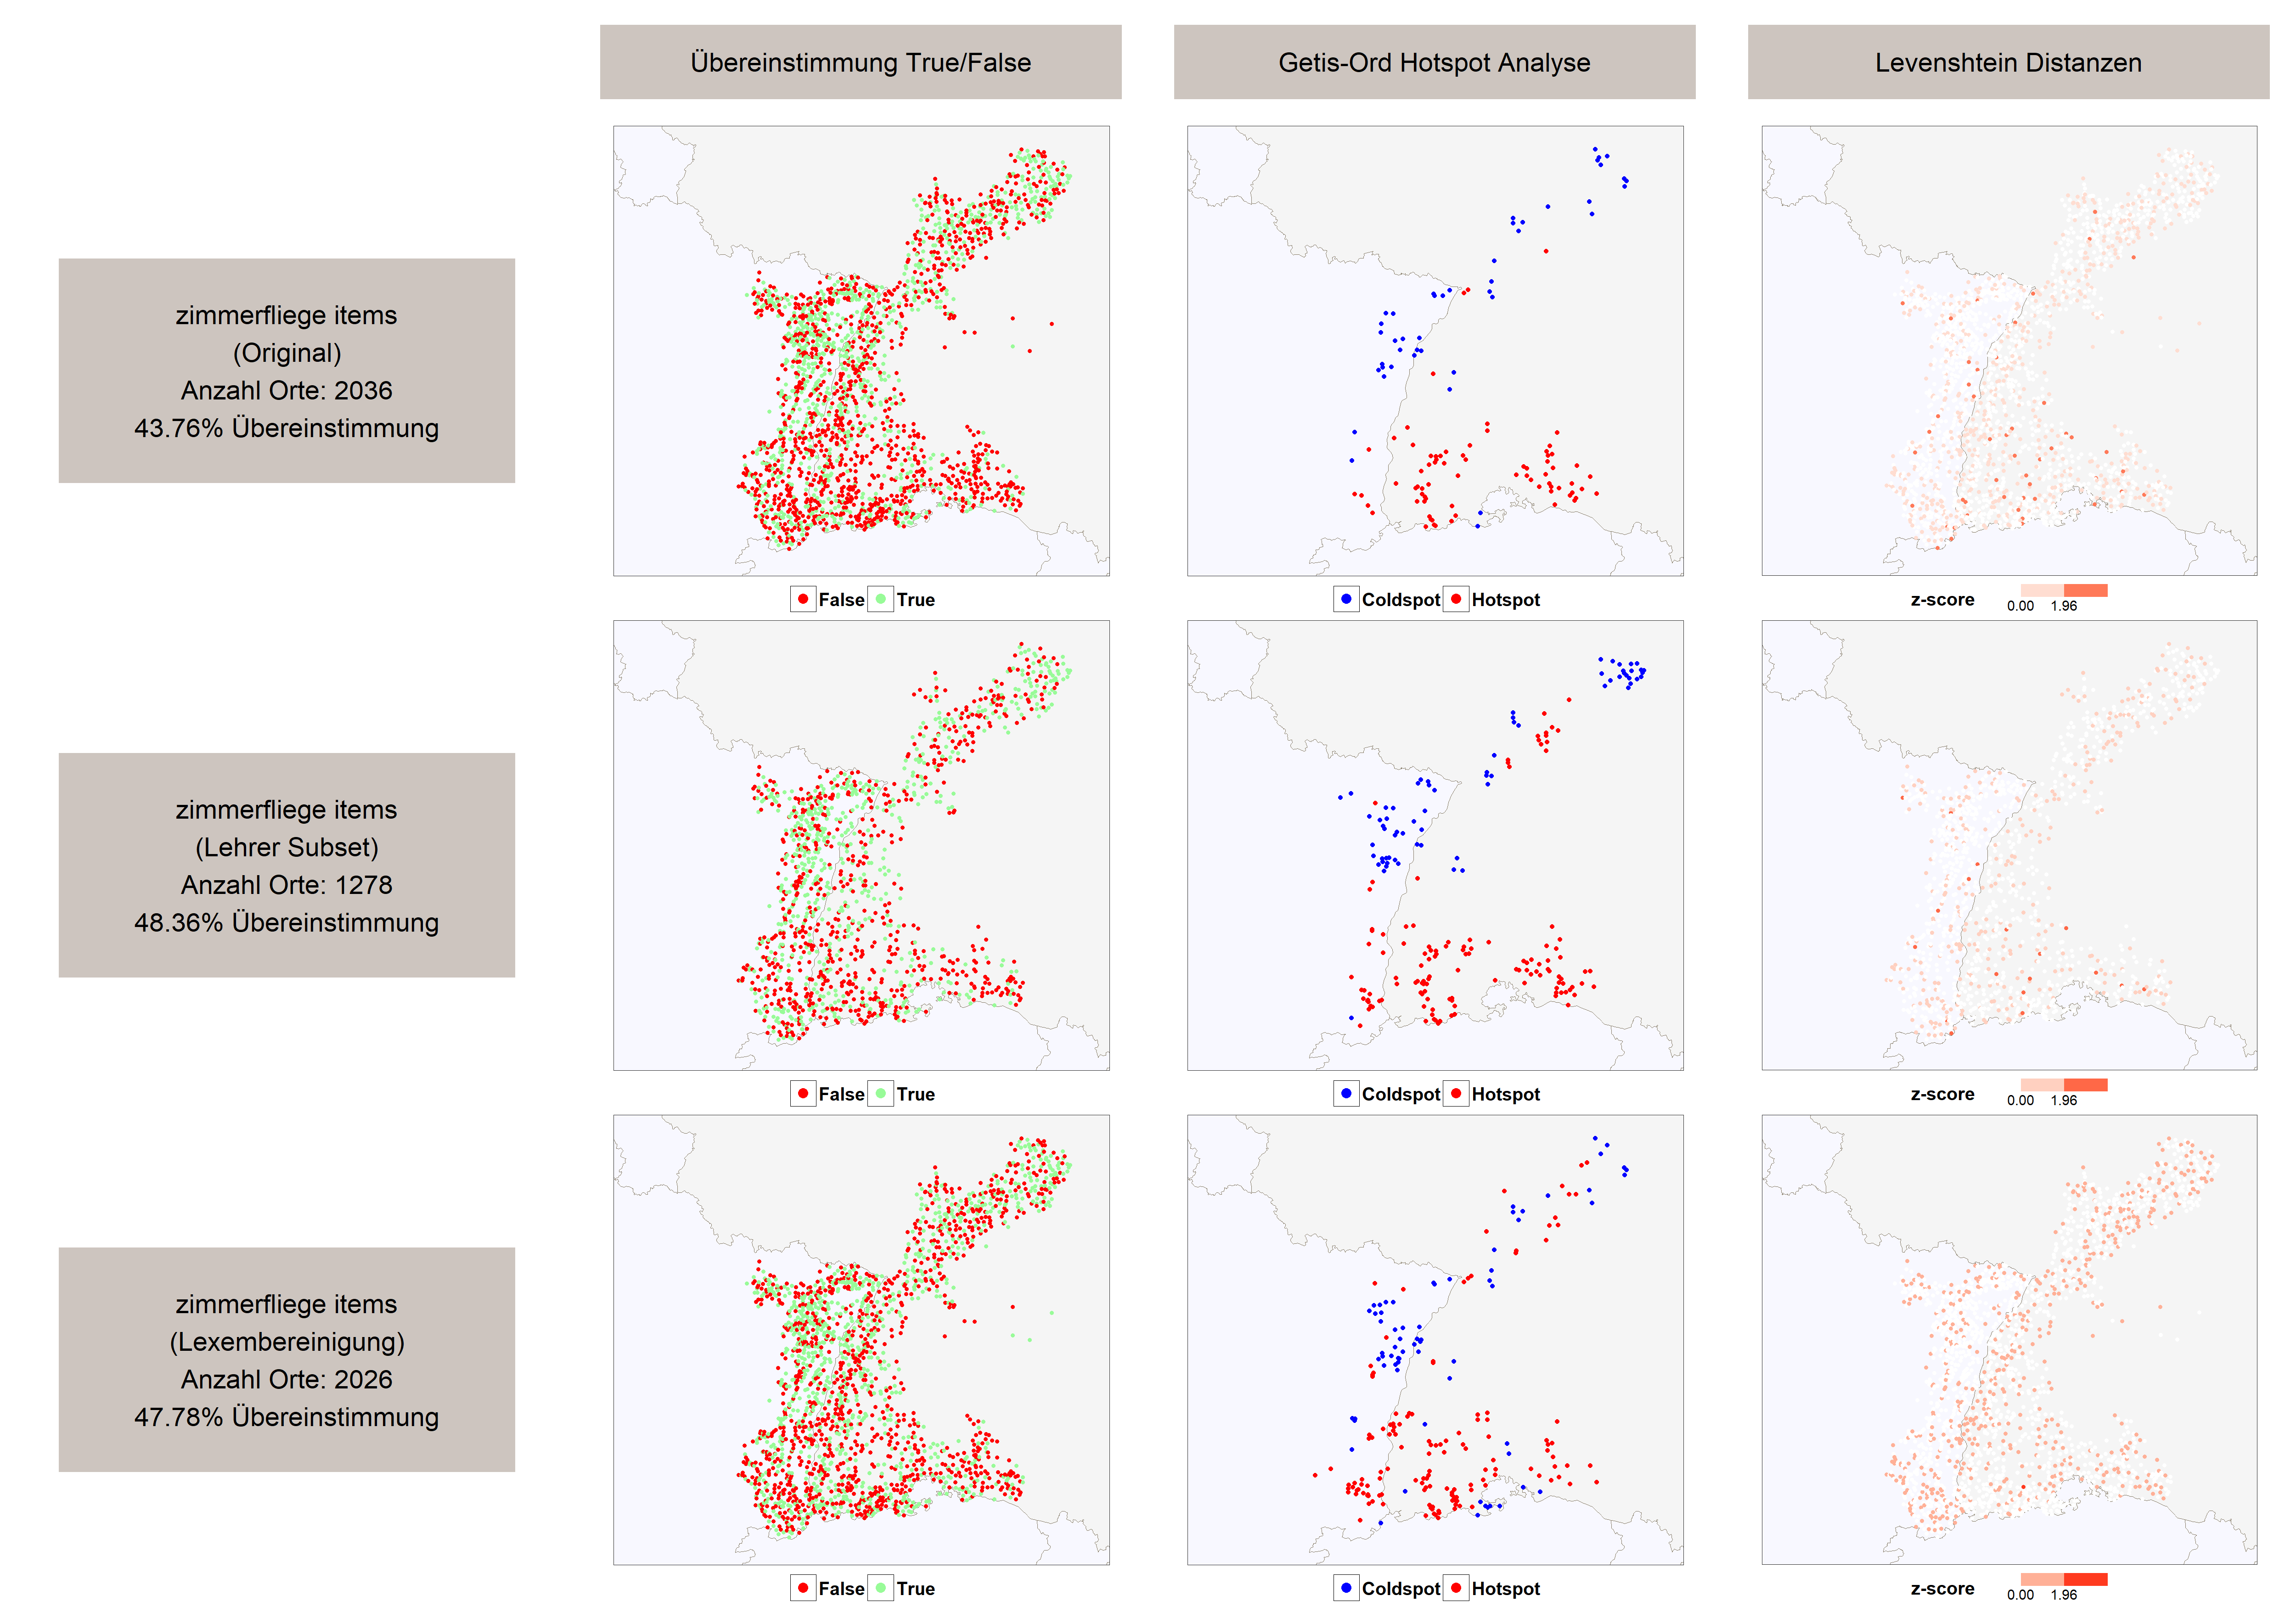 Übereinstimmung True/False
Getis-Ord Hotspot Analyse
Levenshtein Distanzen
zimmerfliege items
(Original)
Anzahl Orte: 2036
43.76% Übereinstimmung
False True
Coldspot Hotspot
z-score
0.00 1.96
zimmerfliege items
(Lehrer Subset)
Anzahl Orte: 1278
48.36% Übereinstimmung
False True
Coldspot Hotspot
z-score
0.00 1.96
zimmerfliege items
(Lexembereinigung)
Anzahl Orte: 2026
47.78% Übereinstimmung
False True
Coldspot Hotspot
z-score
0.00 1.96